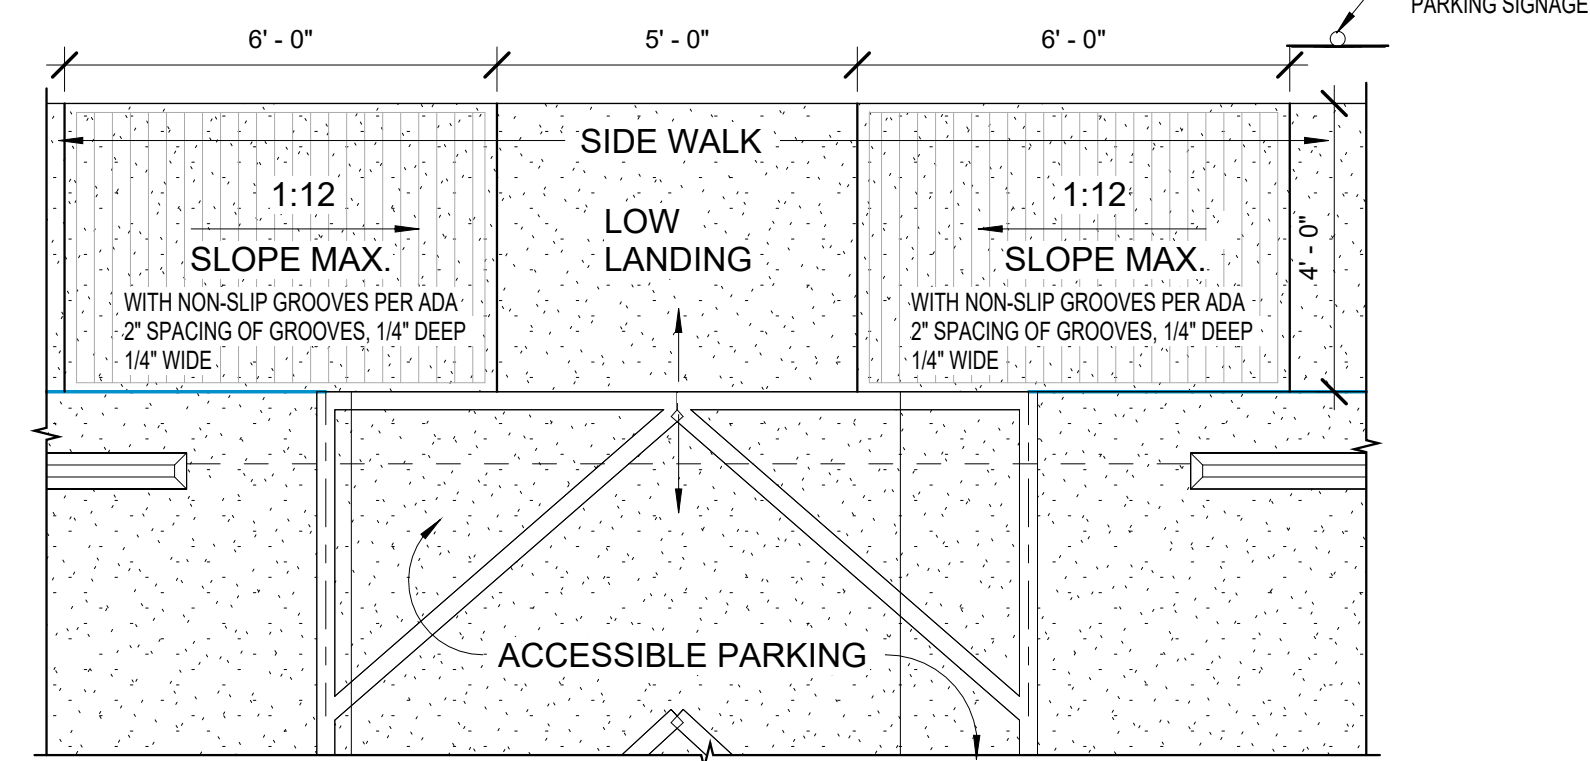 PARKING SIGNAGE
6' - 0"
5' - 0"
6' - 0"
SIDE WALK
1:12
SLOPE MAX.
WITH NON-SLIP GROOVES PER ADA
2" SPACING OF GROOVES, 1/4" DEEP
1/4" WIDE
LOW
LANDING
1:12
SLOPE MAX.
WITH NON-SLIP GROOVES PER ADA
2" SPACING OF GROOVES, 1/4" DEEP
1/4" WIDE
4' - 0"
ACCESSIBLE PARKING